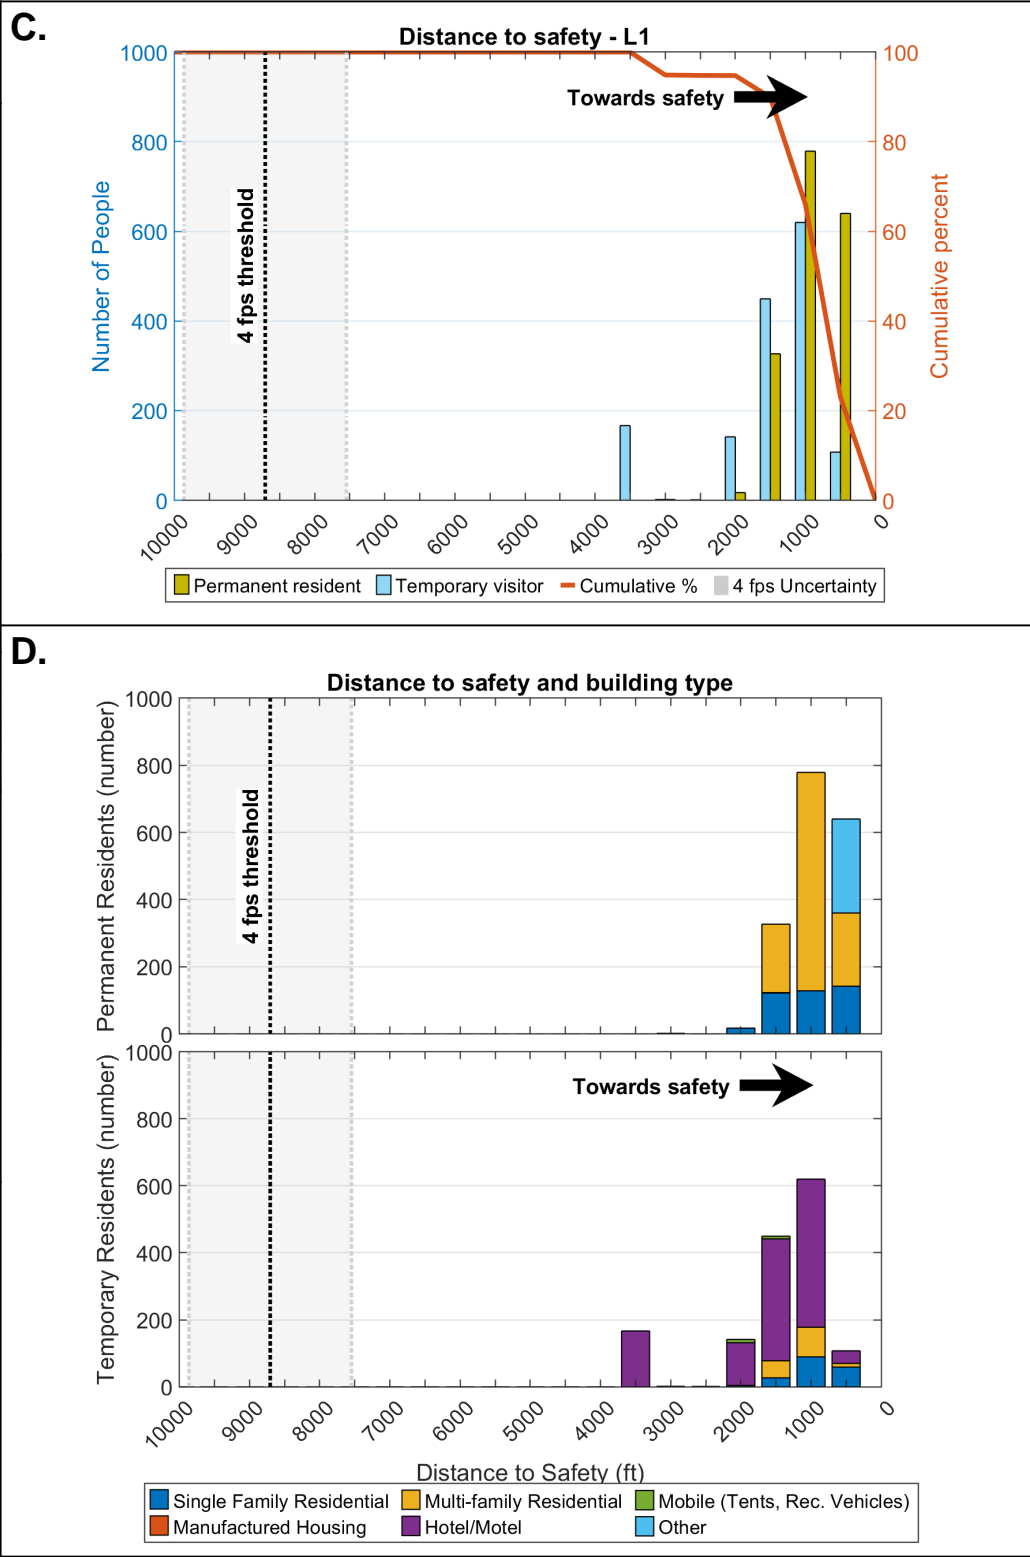 C.
Distance to safety - L1
1000
800
600
400
200
0
Number of People
100
80
60
40
20
0
Cumulative percent
Towards safety
4 fps threshold
10000 9000 8000 7000 6000 5000 4000 3000 2000 1000 0
Permanent resident Temporary visitor Cumulative % 4 fps Uncertainty
D.
Distance to safety and building type
1000
800
600
400
200
0
Permanent Residents (number)
4 fps threshold
1000
800
600
400
200
0
Temporary Residents (number)
Towards safety
10000 9000 8000 7000 6000 5000 4000 3000 2000 1000 0
Distance to Safety (ft)
Single Family Residential Multi-family Residential Mobile (Tents, Rec. Vehicles)
Manufactured Housing Hotel/Motel Other